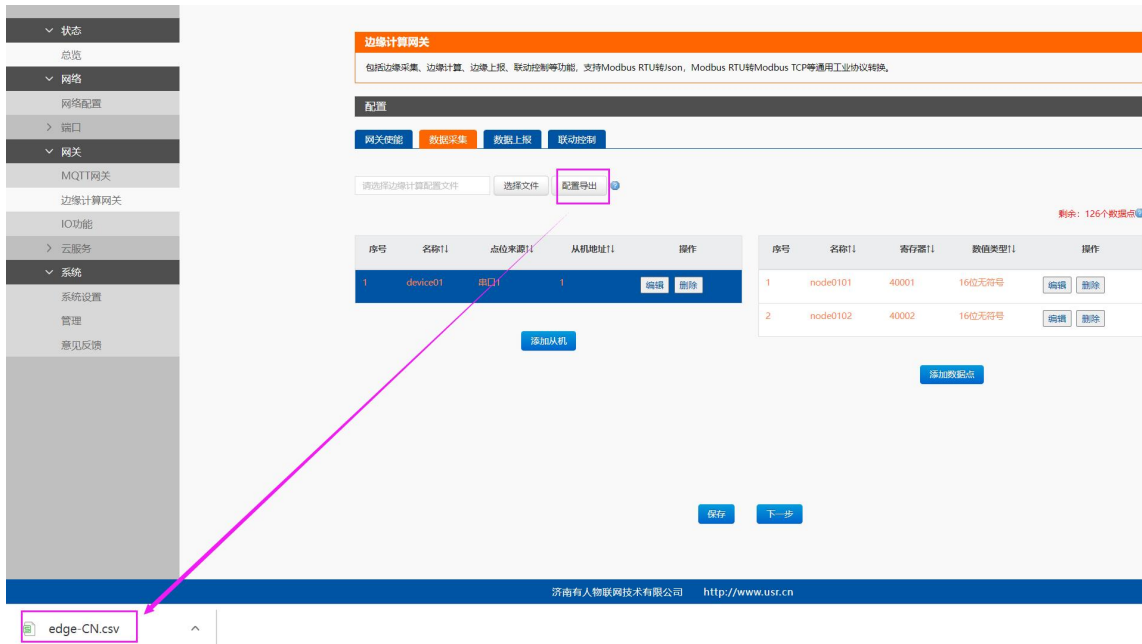 状态
总览
网络
网络配置
端口
网关
MQTT网关
边缘计算网关
IO功能
云服务
系统
系统设置
管理
意见反馈
边缘计算网关
包括边缘采集、边缘计算、边缘上报、联动控制等功能，支持Modbus RTU转Json，Modbus RTU转Modbus TCP等通用工业协议转换。
配置
网关使能 数据采集 数据上报 联动控制
请选择边缘计算配置文件 选择文件 配置导出
剩余：126个数据点
序号 名称↑↓ 点位来源↑↓ 从机地址↑↓ 操作
1 device01 串口1 1 编辑 删除
添加从机
序号 名称↑↓ 寄存器↑↓ 数值类型↑↓ 操作
1 node0101 40001 16位无符号 编辑 删除
2 node0102 40002 16位无符号 编辑 删除
添加数据点
保存 下一步
济南有人物联网技术有限公司 http://www.usr.cn
edge-CN.csv